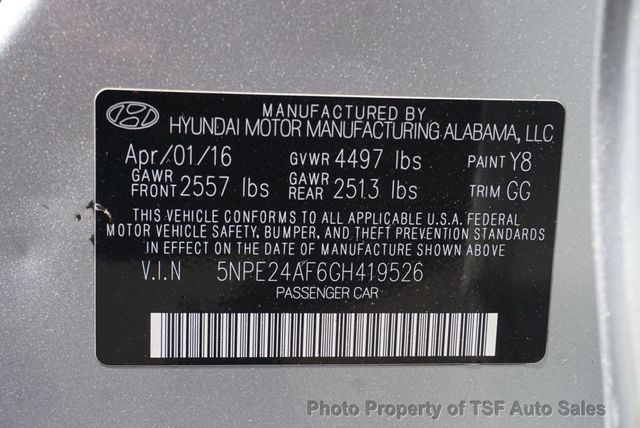 MANUFACTURED BY
HYUNDAI MOTOR MANUFACTURING ALABAMA, LLC
Apr/01/16 GVWR 4497 lbs PAINT Y8
GAWR FRONT 2557 lbs GAWR REAR 2513 lbs TRIM GG
THIS VEHICLE CONFORMS TO ALL APPLICABLE U.S.A. FEDERAL
MOTOR VEHICLE SAFETY, BUMPER, AND THEFT PREVENTION STANDARDS
IN EFFECT ON THE DATE OF MANUFACTURE SHOWN ABOVE
V.I.N 5NPE24AF6GH419526
PASSENGER CAR
Photo Property of TSF Auto Sales